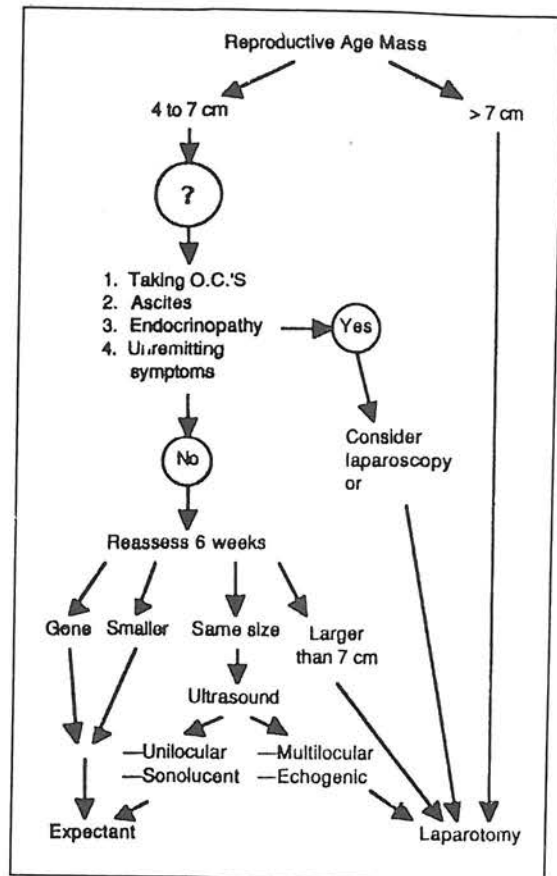 Reproductive Age Mass
4 to 7 cm
> 7 cm
?
1. Taking O.C.'S
2. Ascites
3. Endocrinopathy
4. Unremitting
symptoms
Yes
No
Consider
laparoscopy
or
Reassess 6 weeks
Gone
Smaller
Same size
Larger
than 7 cm
Ultrasound
—Unilocular
—Sonolucent
—Multilocular
—Echogenic
Expectant
Laparotomy